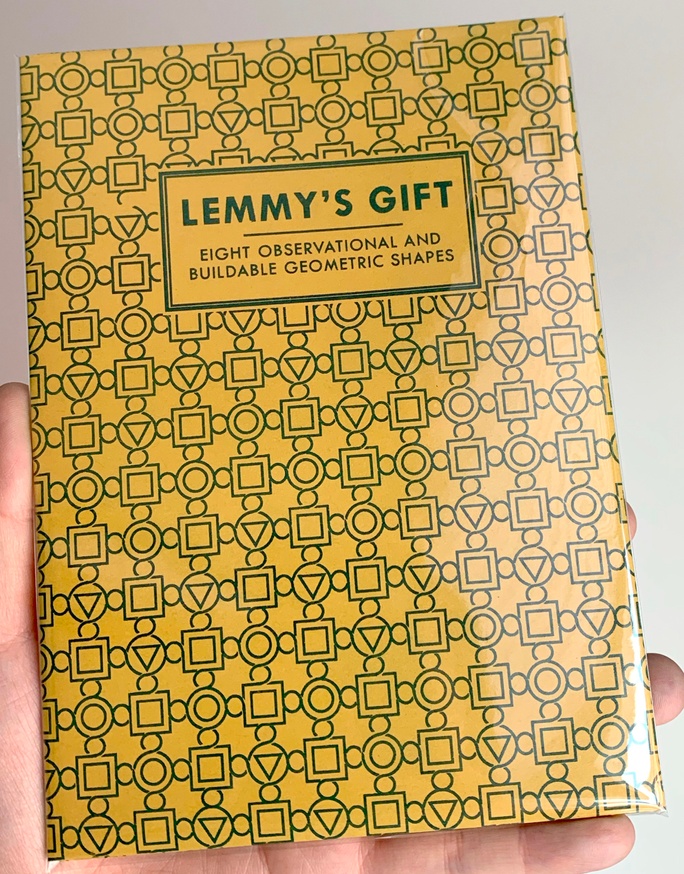 LEMMY'S GIFT
EIGHT OBSERVATIONAL AND
BUILDABLE GEOMETRIC SHAPES